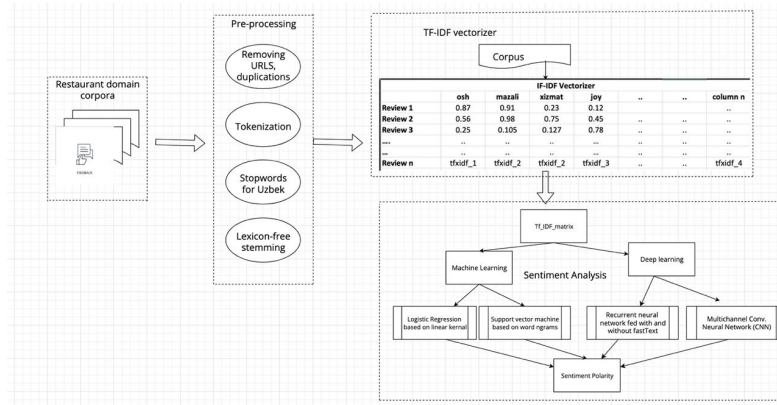 Pre-processing
Removing
URLS,
duplications
Tokenization
Stopwords
for Uzbek
Lexicon-free
stemming
Restaurant domain
corpora
FEEDBACK
TF-IDF vectorizer
Corpus
IF-IDF Vectorizer
osh mazali xizmat joy .. .. column n
Review 1 0.87 0.91 0.23 0.12 ..
Review 2 0.56 0.98 0.75 0.45 .. .. ..
Review 3 0.25 0.105 0.127 0.78 .. .. ..
.... .. .. .. .. .. .. ..
... .. .. .. .. .. .. ..
Review n tfxidf_1 tfxidf_2 tfxidf_2 tfxidf_3 .. .. tfxidf_4
Tf_IDF_matrix
Machine Learning
Sentiment Analysis
Deep learning
Logistic Regression
based on linear kernal
Support vector machine
based on word ngrams
Recurrent neural
network fed with and
without fastText
Multichannel Conv.
Neural Network (CNN)
Sentiment Polarity